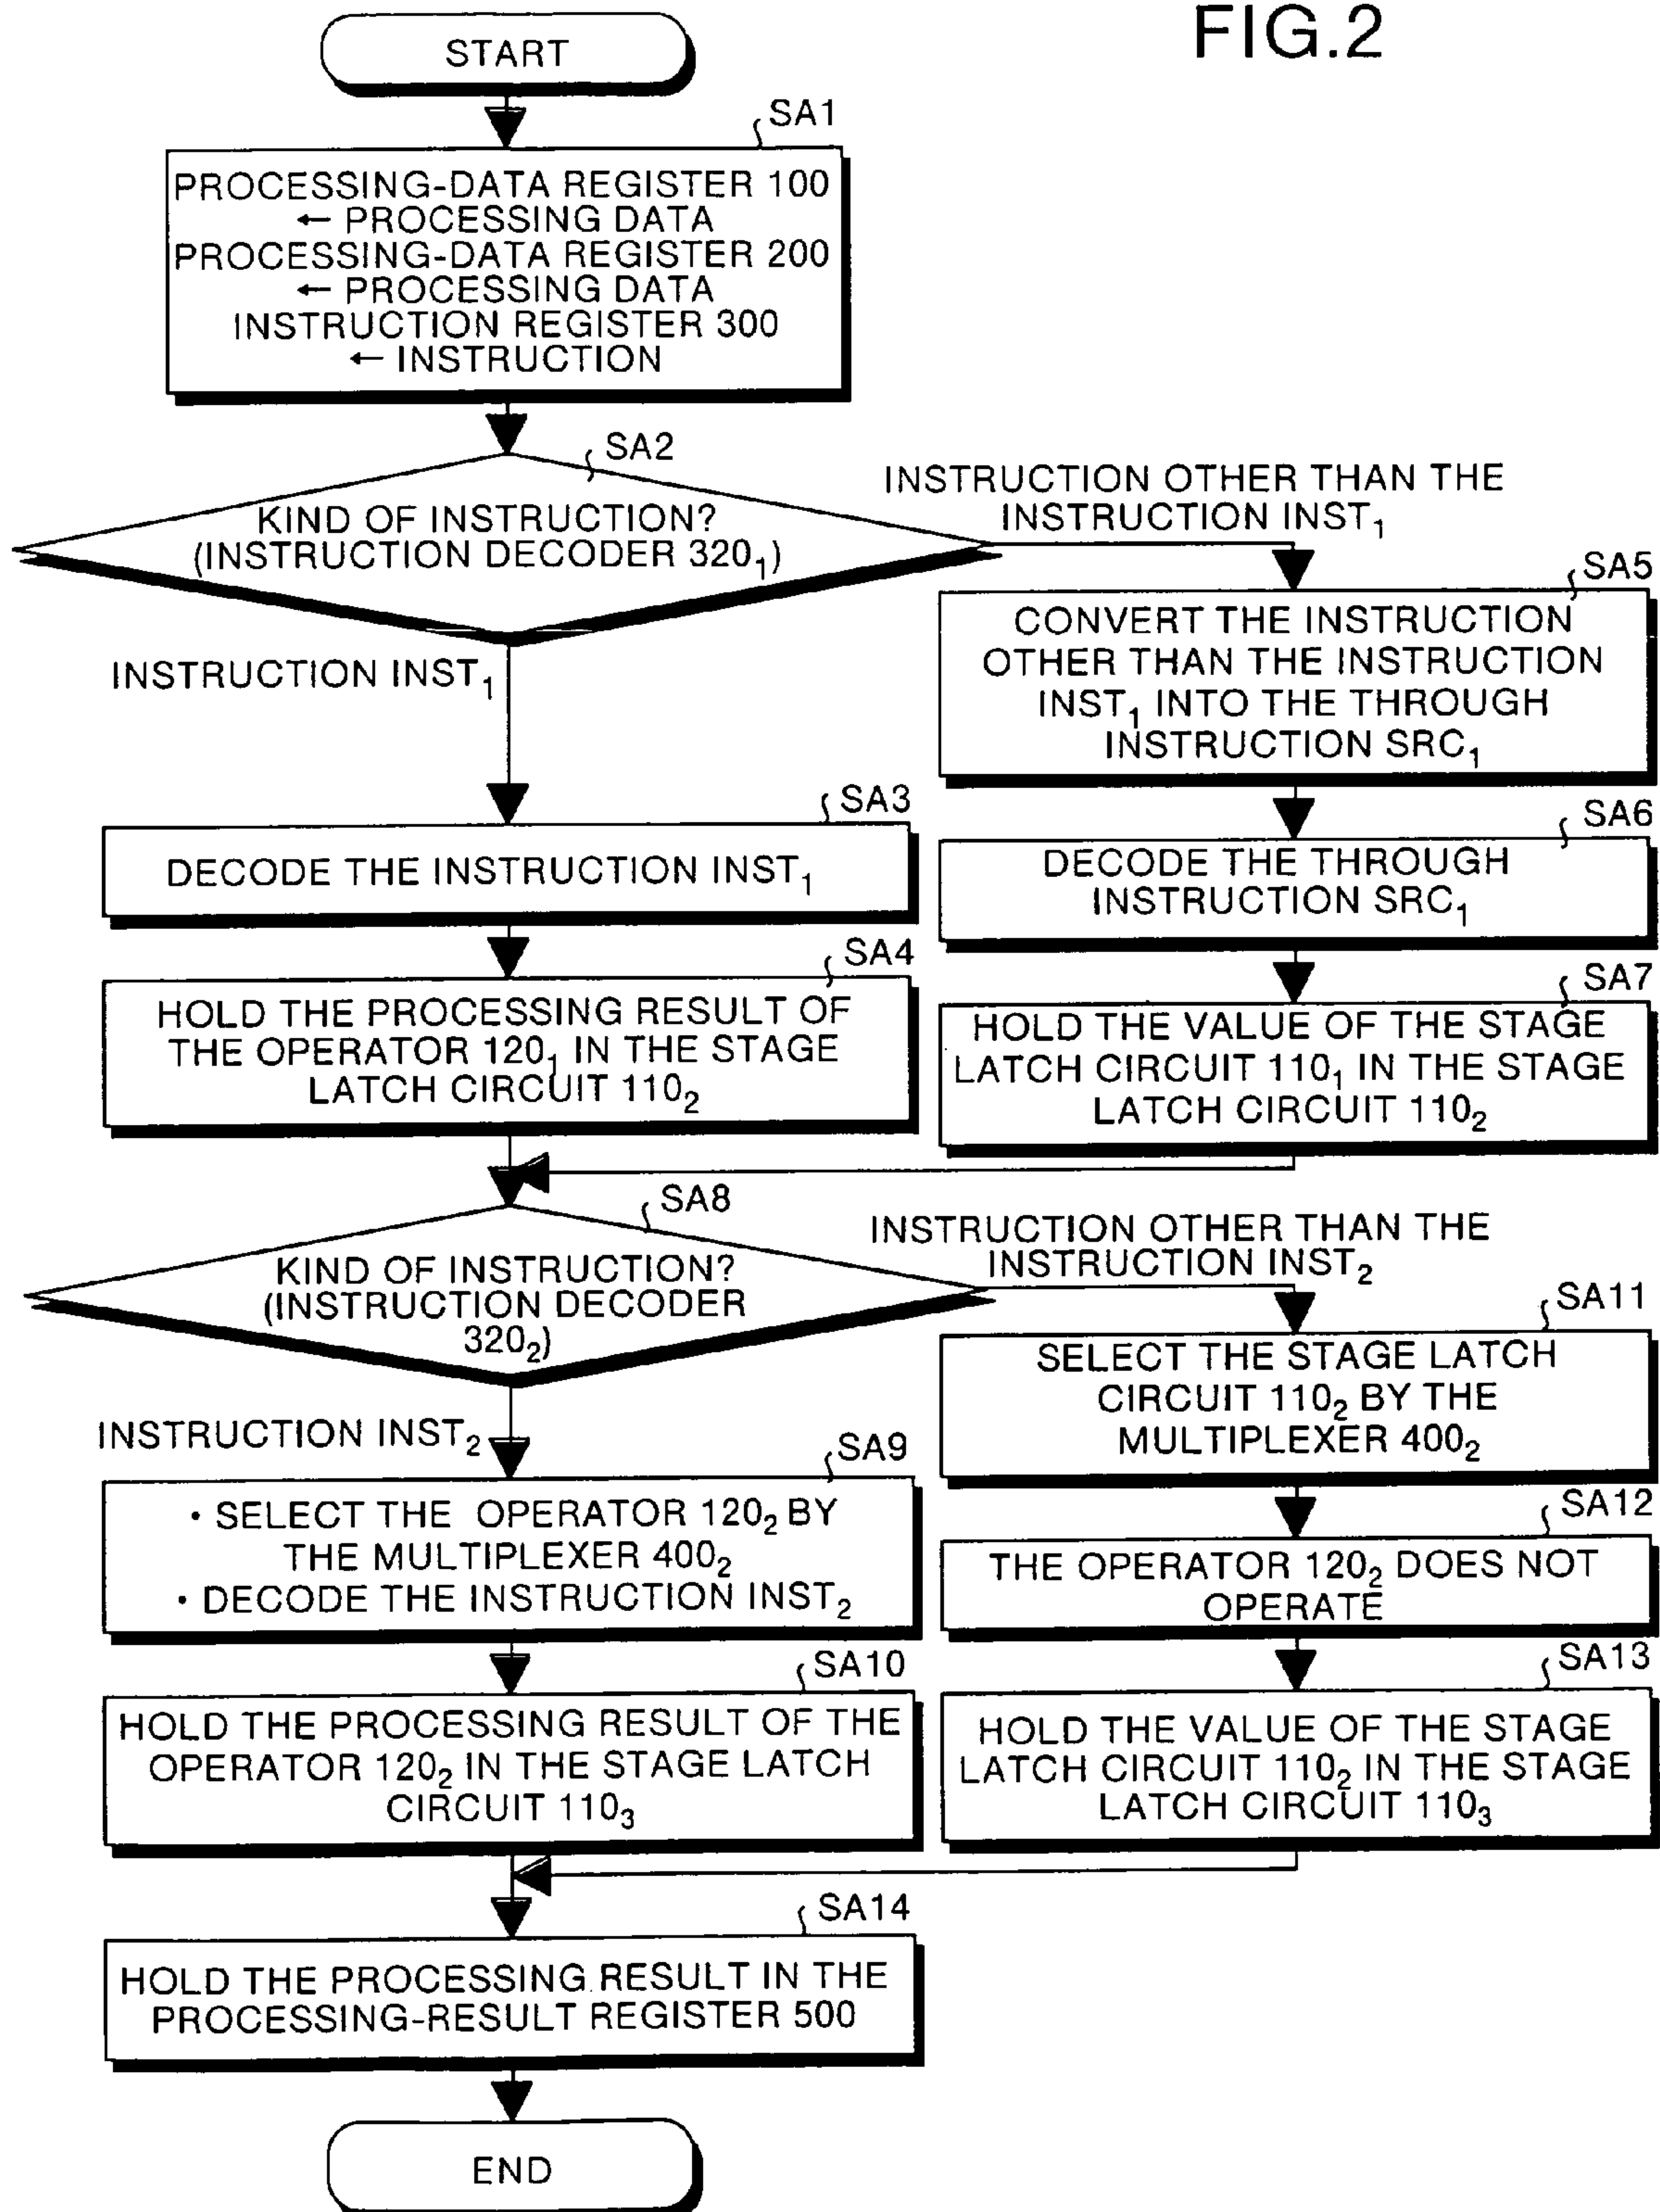 FIG.2
START
SA1
PROCESSING-DATA REGISTER 100
← PROCESSING DATA
PROCESSING-DATA REGISTER 200
← PROCESSING DATA
INSTRUCTION REGISTER 300
← INSTRUCTION
SA2
KIND OF INSTRUCTION?
(INSTRUCTION DECODER 320₁)
INSTRUCTION OTHER THAN THE
INSTRUCTION INST₁
INSTRUCTION INST₁
SA5
CONVERT THE INSTRUCTION
OTHER THAN THE INSTRUCTION
INST₁ INTO THE THROUGH
INSTRUCTION SRC₁
SA3
DECODE THE INSTRUCTION INST₁
SA6
DECODE THE THROUGH
INSTRUCTION SRC₁
SA4
HOLD THE PROCESSING RESULT OF
THE OPERATOR 120₁ IN THE STAGE
LATCH CIRCUIT 110₂
SA7
HOLD THE VALUE OF THE STAGE
LATCH CIRCUIT 110₁ IN THE STAGE
LATCH CIRCUIT 110₂
SA8
KIND OF INSTRUCTION?
(INSTRUCTION DECODER
320₂)
INSTRUCTION OTHER THAN THE
INSTRUCTION INST₂
INSTRUCTION INST₂
SA11
SELECT THE STAGE LATCH
CIRCUIT 110₂ BY THE
MULTIPLEXER 400₂
SA9
• SELECT THE OPERATOR 120₂ BY
THE MULTIPLEXER 400₂
• DECODE THE INSTRUCTION INST₂
SA12
THE OPERATOR 120₂ DOES NOT
OPERATE
SA10
HOLD THE PROCESSING RESULT OF THE
OPERATOR 120₂ IN THE STAGE LATCH
CIRCUIT 110₃
SA13
HOLD THE VALUE OF THE STAGE
LATCH CIRCUIT 110₂ IN THE STAGE
LATCH CIRCUIT 110₃
SA14
HOLD THE PROCESSING RESULT IN THE
PROCESSING-RESULT REGISTER 500
END